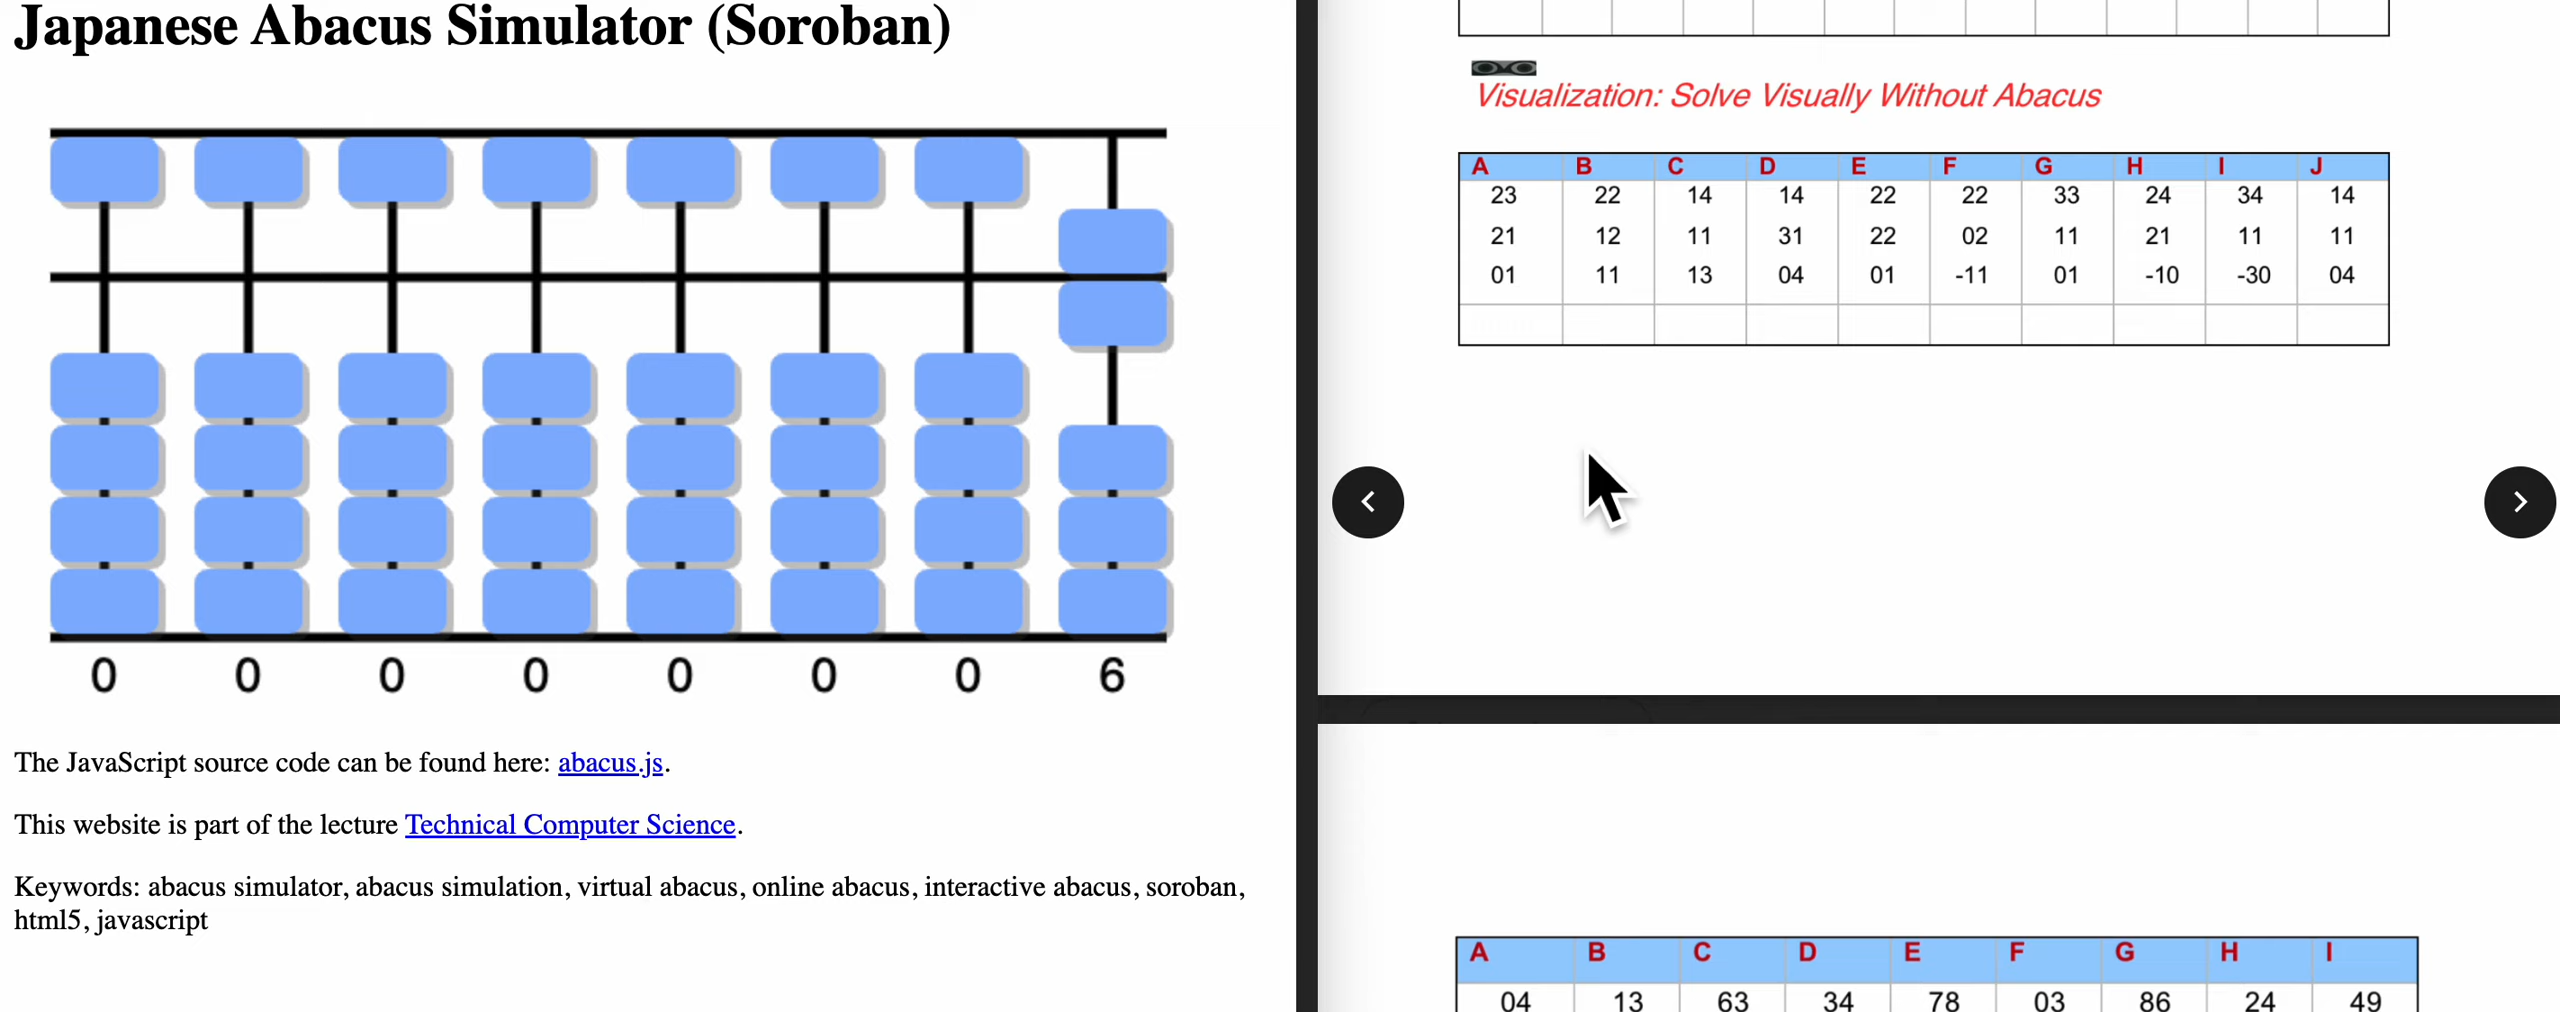 Japanese Abacus Simulator (Soroban)
0 0 0 0 0 0 0 6
The JavaScript source code can be found here: abacus.js.
This website is part of the lecture Technical Computer Science.
Keywords: abacus simulator, abacus simulation, virtual abacus, online abacus, interactive abacus, soroban,
html5, javascript
Visualization: Solve Visually Without Abacus
A B C D E F G H I J
23 22 14 14 22 22 33 24 34 14
21 12 11 31 22 02 11 21 11 11
01 11 13 04 01 -11 01 -10 -30 04
A B C D E F G H I
04 13 63 34 78 03 86 24 49